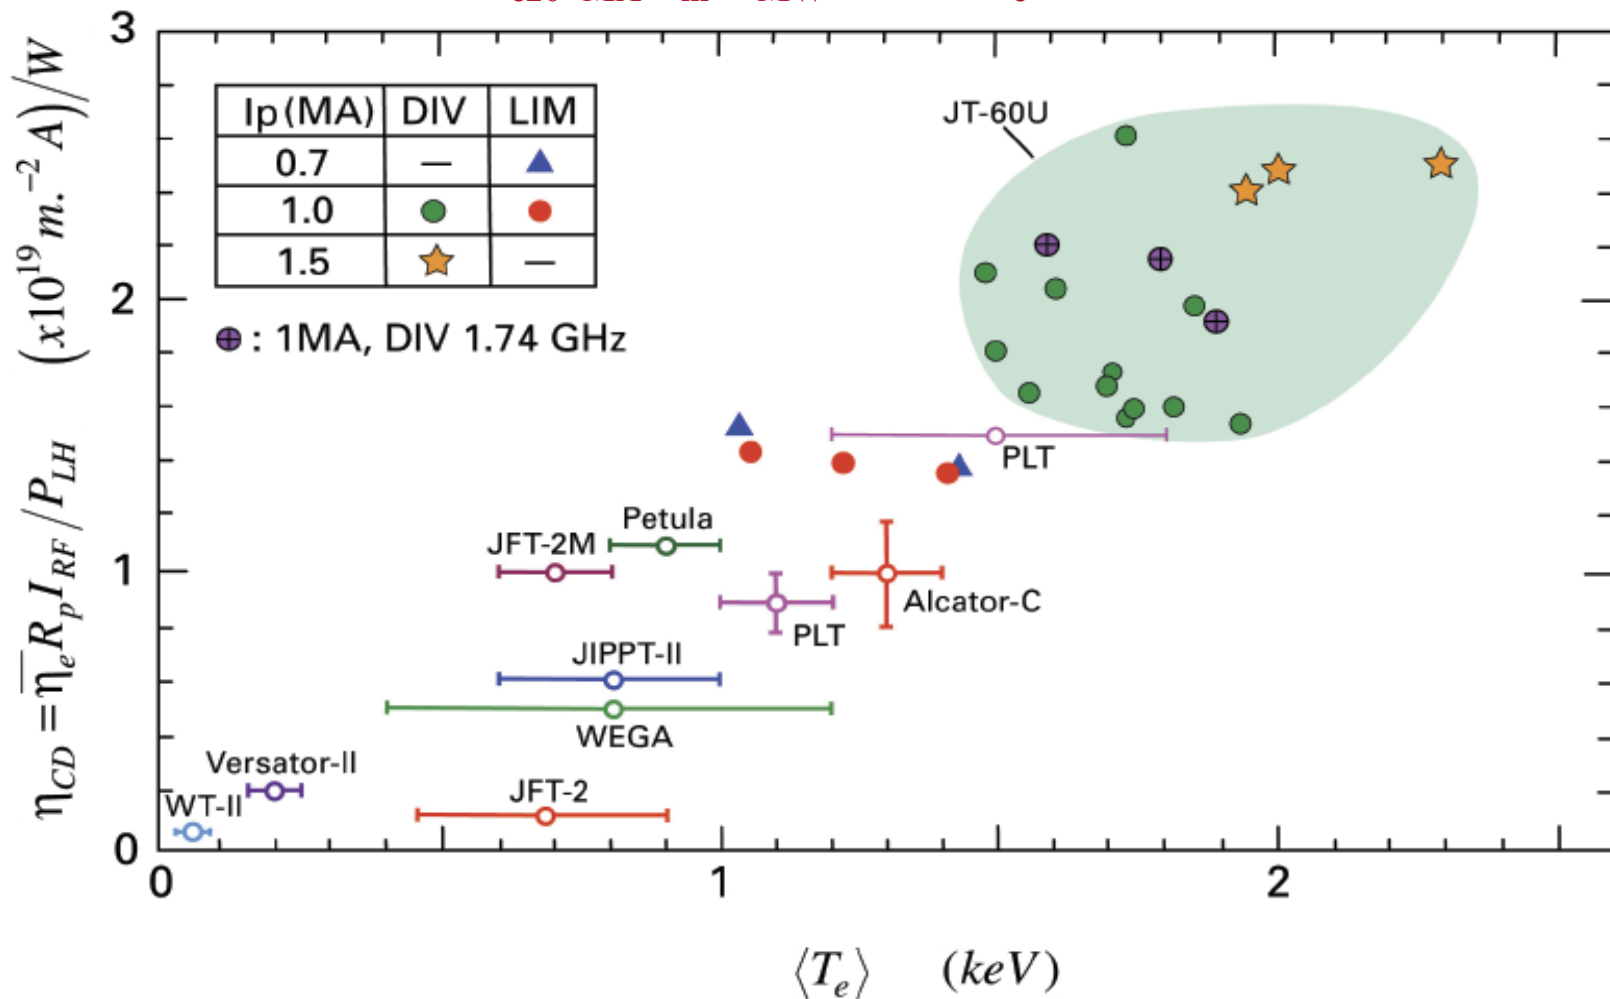 3
2
1
0
η_CD = η̄_e R_p I_RF / P_LH (x10^19 m.^-2 A)/W
Ip (MA) DIV LIM
0.7 —
1.0
1.5 —
: 1MA, DIV 1.74 GHz
JT-60U
PLT
Petula
JFT-2M
Alcator-C
PLT
JIPPT-II
WEGA
Versator-II
JFT-2
WT-II
0 1 2
⟨T_e⟩ (keV)